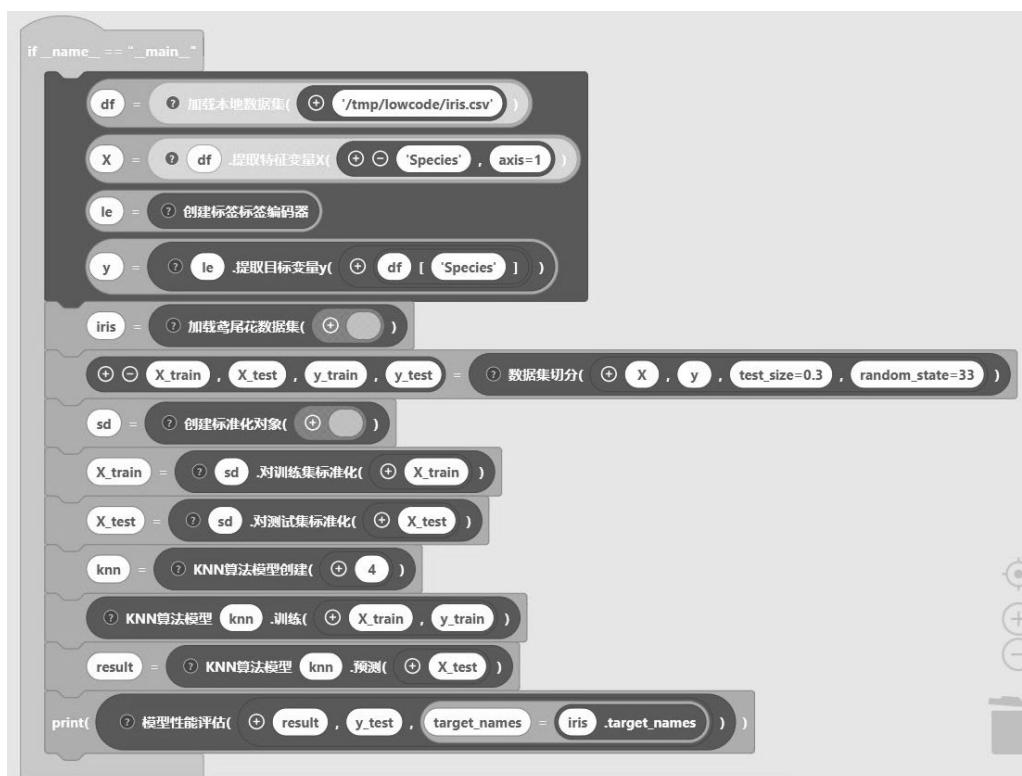 if __name__ == "__main__"
df = ? 加载本地数据集( + '/tmp/lowcode/iris.csv' )
X = ? df .提取特征变量X( + - 'Species' , axis=1 )
le = ? 创建标签标签编码器
y = ? le .提取目标变量y( + df [ 'Species' ] )
iris = ? 加载鸢尾花数据集( + )
+ - X_train , X_test , y_train , y_test = ? 数据集切分( + X , y , test_size=0.3 , random_state=33 )
sd = ? 创建标准化对象( + )
X_train = ? sd .对训练集标准化( + X_train )
X_test = ? sd .对测试集标准化( + X_test )
knn = ? KNN算法模型创建( + 4 )
? KNN算法模型 knn .训练( + X_train , y_train )
result = ? KNN算法模型 knn .预测( + X_test )
print( ? 模型性能评估( + result , y_test , target_names = iris .target_names ) )